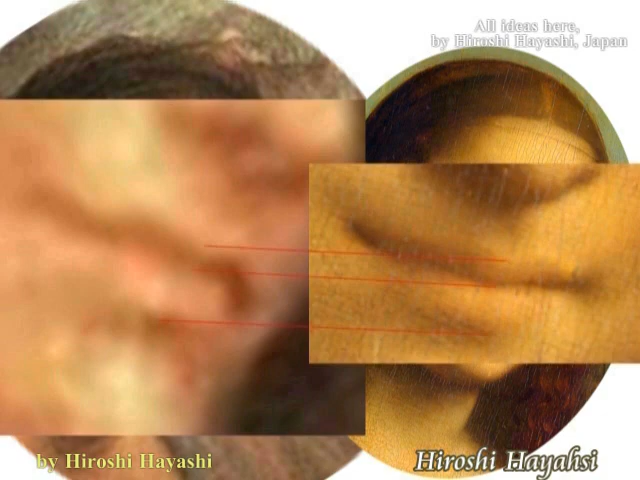 All ideas here,
by Hiroshi Hayashi, Japan
by Hiroshi Hayashi
Hiroshi Hayahsi